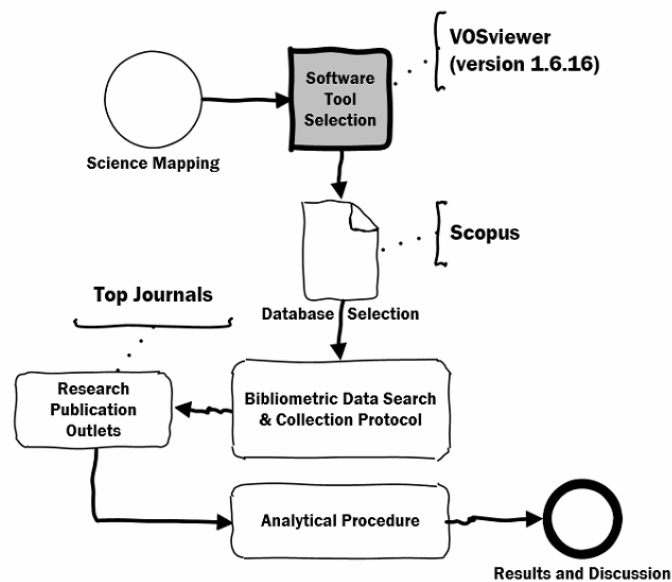 VOSviewer
(version 1.6.16)
Software
Tool
Selection
Science Mapping
Scopus
Database Selection
Top Journals
Bibliometric Data Search
& Collection Protocol
Research
Publication
Outlets
Analytical Procedure
Results and Discussion